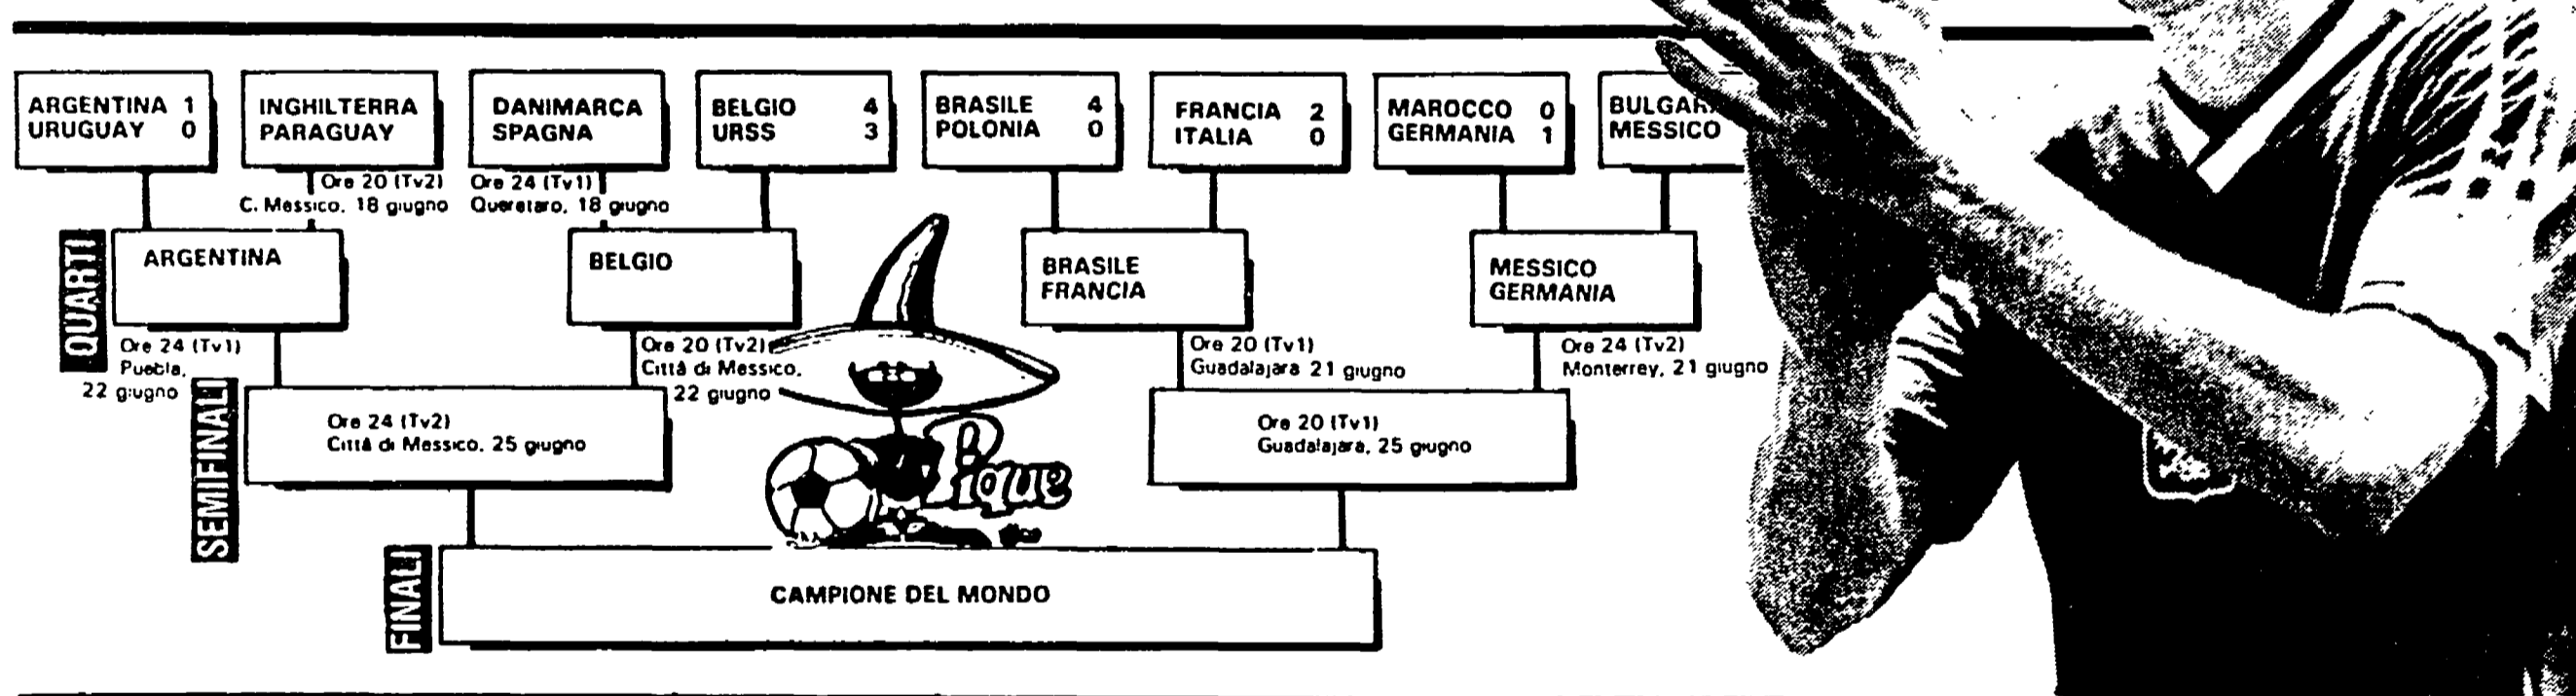 ARGENTINA 1
URUGUAY 0
INGHILTERRA
PARAGUAY
DANIMARCA
SPAGNA
BELGIO 4
URSS 3
BRASILE 4
POLONIA 0
FRANCIA 2
ITALIA 0
MAROCCO 0
GERMANIA 1
MESSICO
Ore 20 (Tv2)
C. Messico, 18 giugno
Ore 24 (Tv1)
Queretaro, 18 giugno
QUARTI
ARGENTINA
BELGIO
BRASILE
FRANCIA
MESSICO
GERMANIA
Ore 24 (Tv1)
Puebla,
22 giugno
Ore 20 (Tv2)
Città di Messico,
22 giugno
Ore 20 (Tv1)
Guadalajara 21 giugno
Ore 24 (Tv2)
Monterrey, 21 giugno
SEMIFINALI
Ore 24 (Tv2)
Città di Messico, 25 giugno
Pique
Ore 20 (Tv1)
Guadalajara, 25 giugno
FINALI
CAMPIONE DEL MONDO